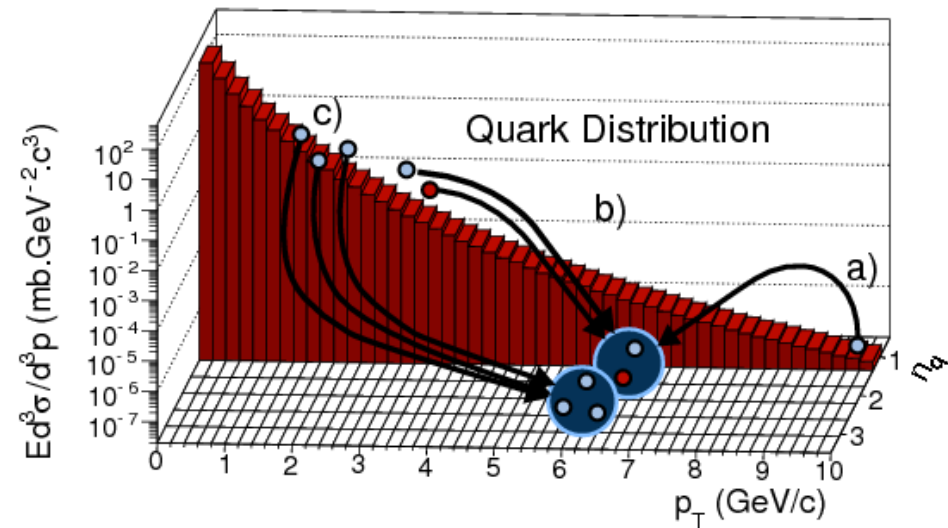 c)
Quark Distribution
b)
a)
Ed³σ/d³p (mb.GeV⁻².c³)
10²
10
1
10⁻¹
10⁻²
10⁻³
10⁻⁴
10⁻⁵
10⁻⁶
10⁻⁷
0 1 2 3 4 5 6 7 8 9 10
p_T (GeV/c)
1
2
3
n_q